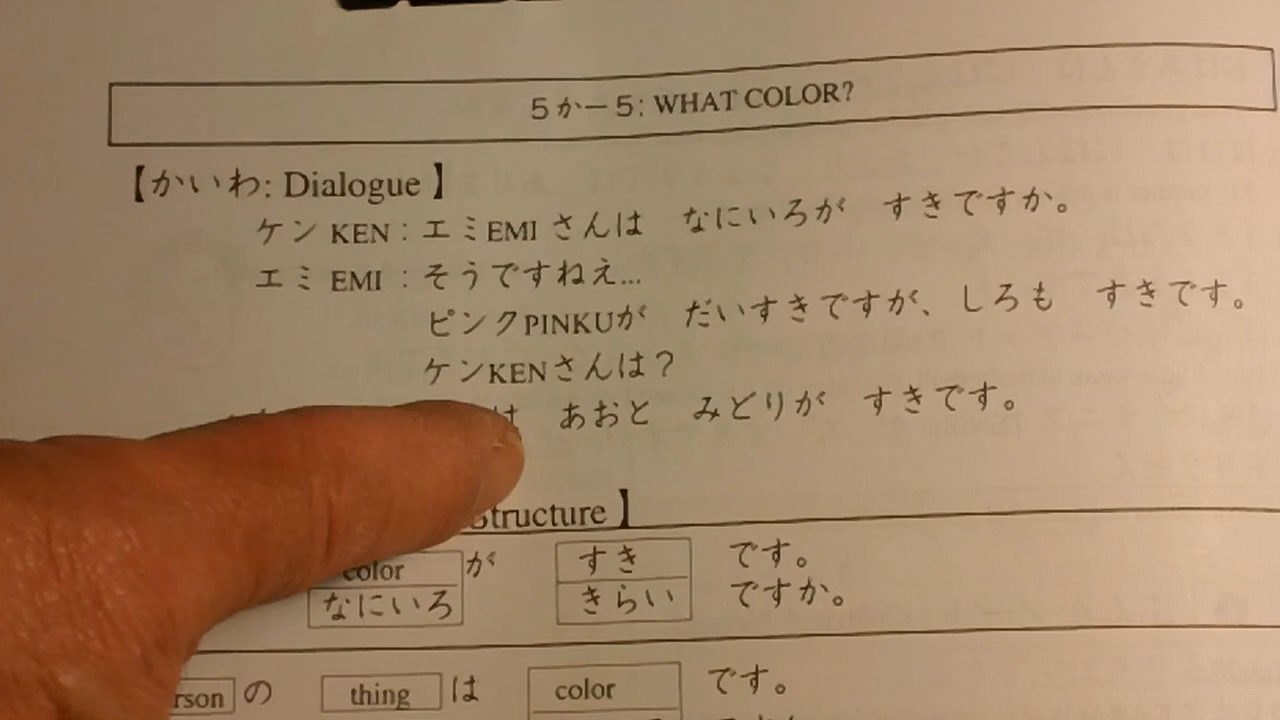 5か－5: WHAT COLOR?
【かいわ: Dialogue】
ケン KEN : エミEMI さんは なにいろが すきですか。
エミ EMI : そうですねえ...
ピンクPINKUが だいすきですが、しろも すきです。
ケンKENさんは？
は あおと みどりが すきです。
Structure】
color が すき です。
なにいろ きらい ですか。
の thing は color です。